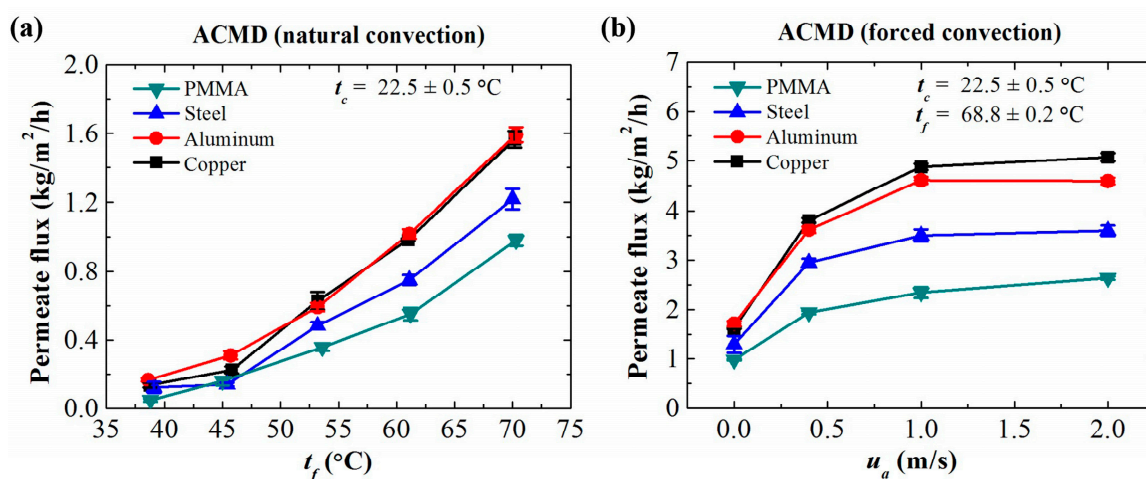 (a)
ACMD (natural convection)
Permeate flux (kg/m²/h)
2.0
1.6
1.2
0.8
0.4
0.0
PMMA
Steel
Aluminum
Copper
t_c = 22.5 ± 0.5 °C
35 40 45 50 55 60 65 70 75
t_f (°C)
(b)
ACMD (forced convection)
Permeate flux (kg/m²/h)
7
6
5
4
3
2
1
0
PMMA
Steel
Aluminum
Copper
t_c = 22.5 ± 0.5 °C
t_f = 68.8 ± 0.2 °C
0.0 0.5 1.0 1.5 2.0
u_a (m/s)